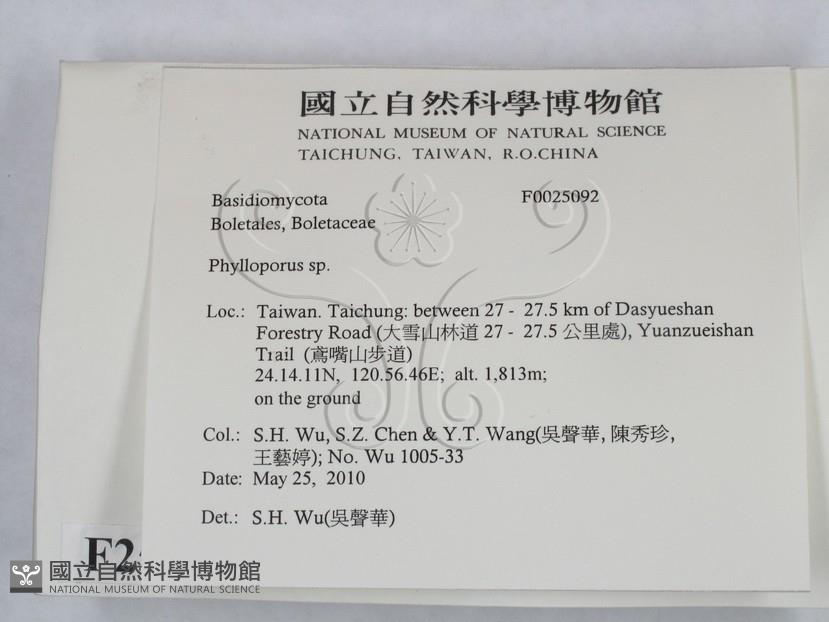 國立自然科學博物館
NATIONAL MUSEUM OF NATURAL SCIENCE
TAICHUNG, TAIWAN, R.O.CHINA
Basidiomycota F0025092
Boletales, Boletaceae
Phylloporus sp.
Loc.: Taiwan. Taichung: between 27 - 27.5 km of Dasyueshan
Forestry Road (大雪山林道 27 - 27.5 公里處), Yuanzueishan
Trail (鳶嘴山步道)
24.14.11N, 120.56.46E; alt. 1,813m;
on the ground
Col.: S.H. Wu, S.Z. Chen & Y.T. Wang(吳聲華, 陳秀珍,
王藝婷); No. Wu 1005-33
Date: May 25, 2010
Det.: S.H. Wu(吳聲華)
F2
國立自然科學博物館
NATIONAL MUSEUM OF NATURAL SCIENCE